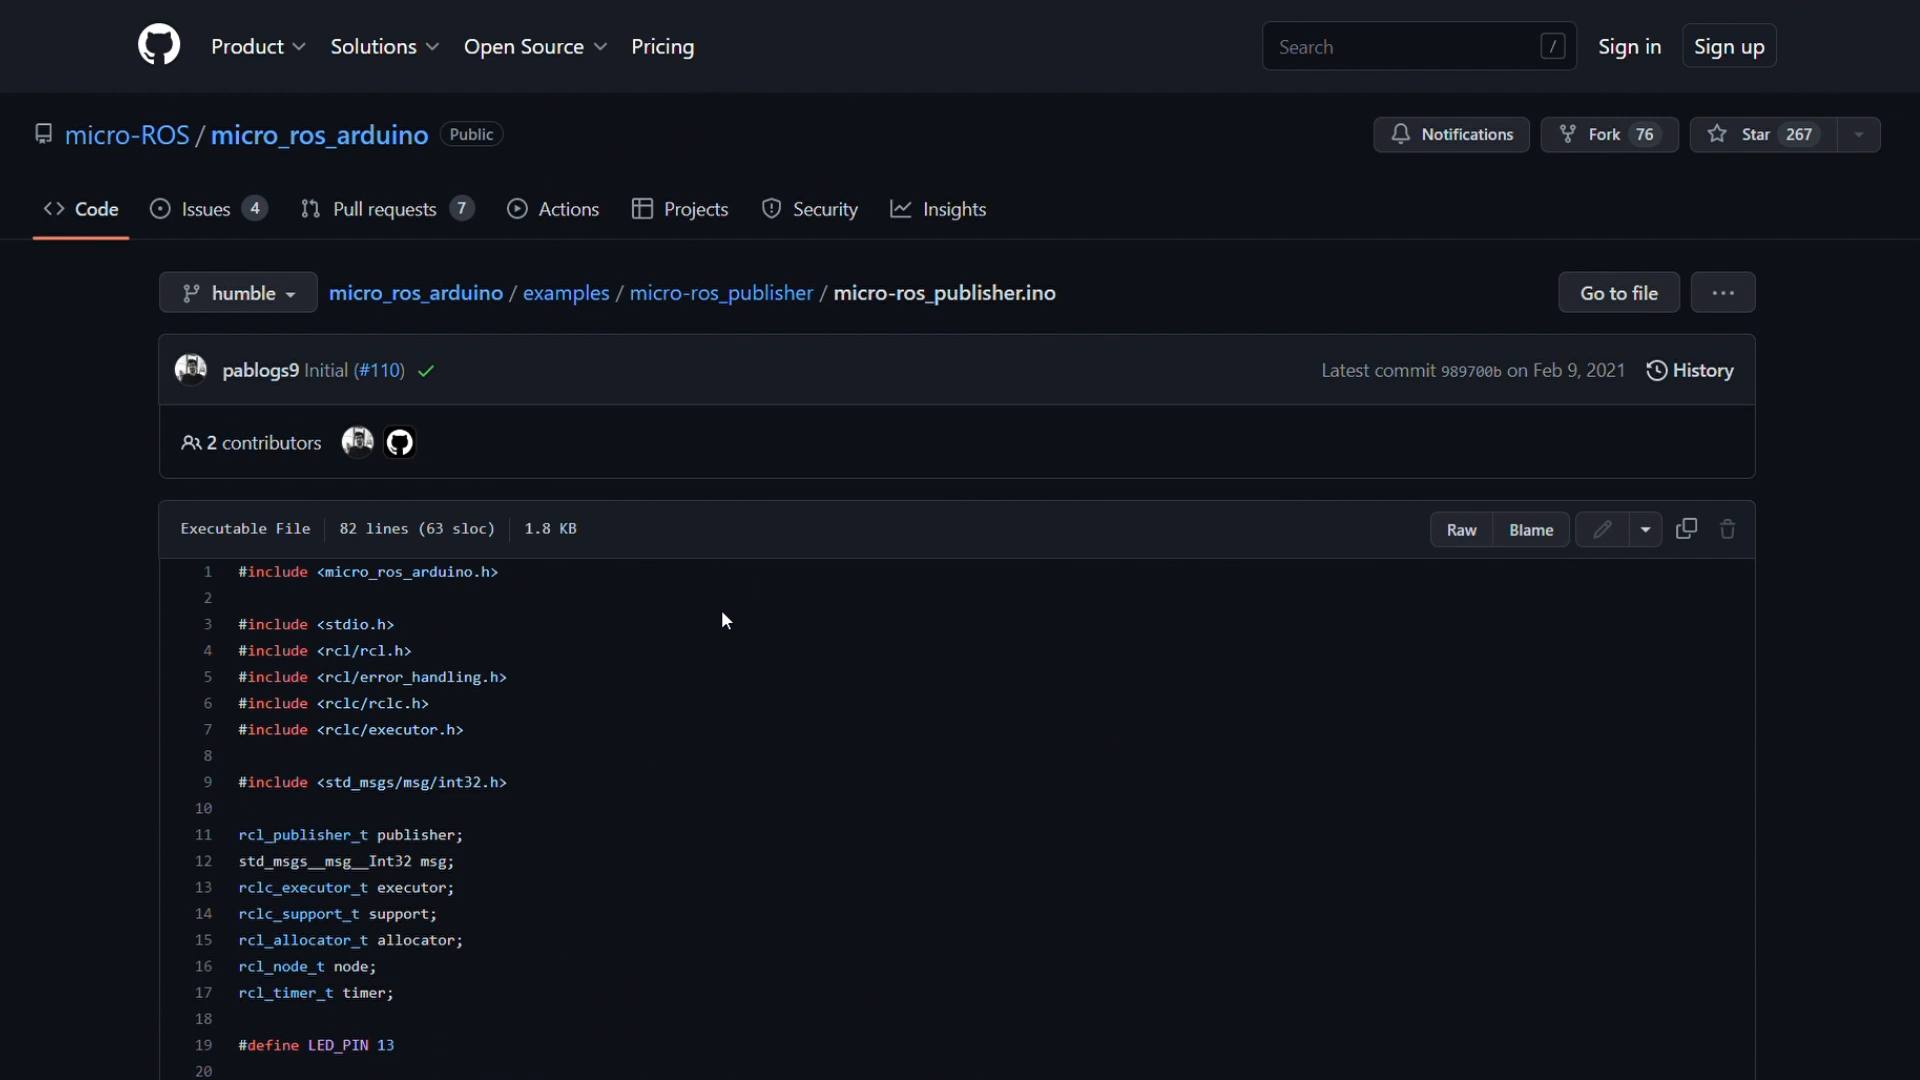 Product Solutions Open Source Pricing Search / Sign in Sign up
micro-ROS / micro_ros_arduino Public Notifications Fork 76 Star 267
<> Code Issues 4 Pull requests 7 Actions Projects Security Insights
humble micro_ros_arduino / examples / micro-ros_publisher / micro-ros_publisher.ino Go to file ...
pablogs9 Initial (#110) Latest commit 989700b on Feb 9, 2021 History
2 contributors
Executable File 82 lines (63 sloc) 1.8 KB Raw Blame
1 #include <micro_ros_arduino.h>
2
3 #include <stdio.h>
4 #include <rcl/rcl.h>
5 #include <rcl/error_handling.h>
6 #include <rclc/rclc.h>
7 #include <rclc/executor.h>
8
9 #include <std_msgs/msg/int32.h>
10
11 rcl_publisher_t publisher;
12 std_msgs__msg__Int32 msg;
13 rclc_executor_t executor;
14 rclc_support_t support;
15 rcl_allocator_t allocator;
16 rcl_node_t node;
17 rcl_timer_t timer;
18
19 #define LED_PIN 13
20